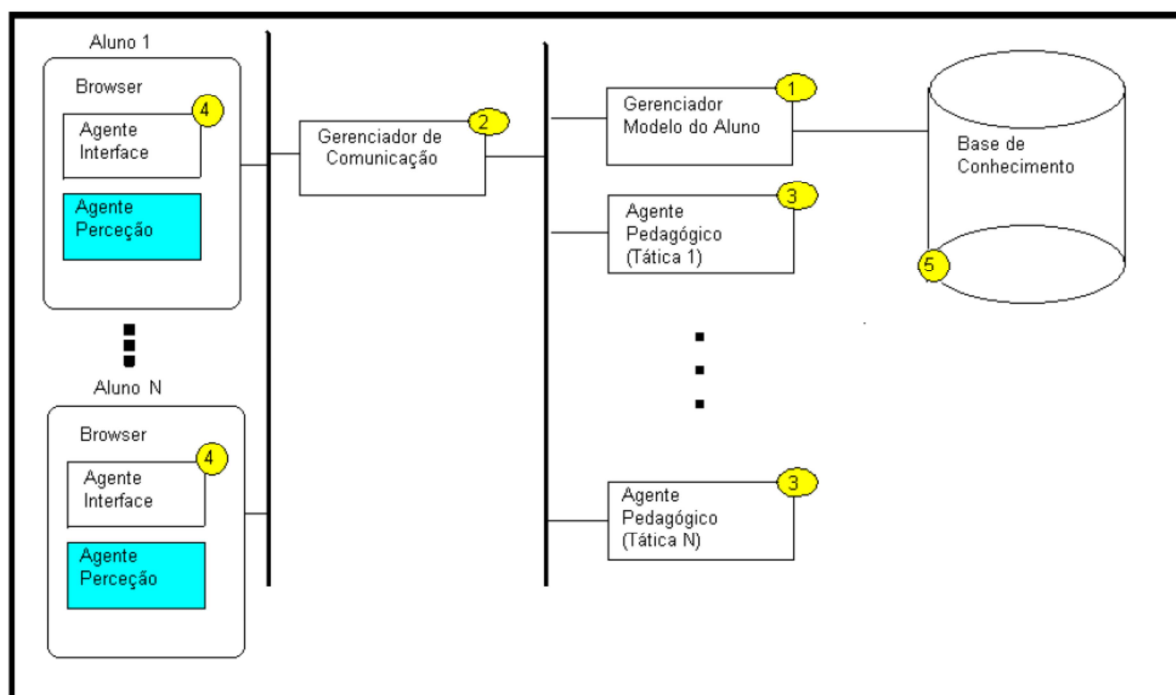 Aluno 1
Browser
4
Agente
Interface
Agente
Perceção
Aluno N
Browser
4
Agente
Interface
Agente
Perceção
2
Gerenciador de
Comunicação
1
Gerenciador
Modelo do Aluno
3
Agente
Pedagógico
(Tática 1)
3
Agente
Pedagógico
(Tática N)
Base de
Conhecimento
5